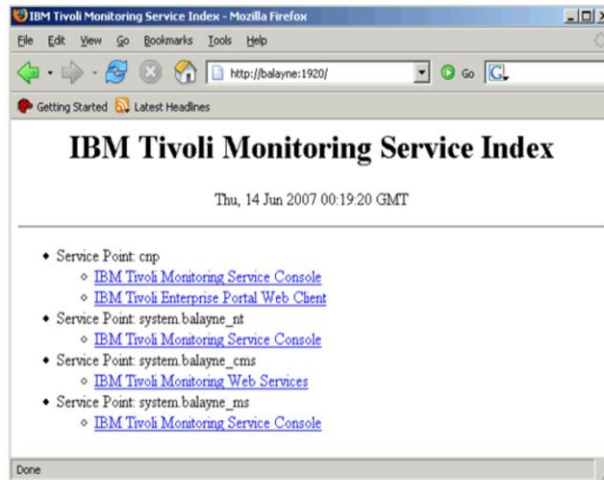 IBM Tivoli Monitoring Service Index - Mozilla Firefox
File Edit View Go Bookmarks Tools Help
http://balayne:1920/ Go G
Getting Started Latest Headlines
IBM Tivoli Monitoring Service Index
Thu, 14 Jun 2007 00:19:20 GMT
Service Point: cnp
IBM Tivoli Monitoring Service Console
IBM Tivoli Enterprise Portal Web Client
Service Point: system.balayne_nt
IBM Tivoli Monitoring Service Console
Service Point: system.balayne_cms
IBM Tivoli Monitoring Web Services
Service Point: system.balayne_ms
IBM Tivoli Monitoring Service Console
Done